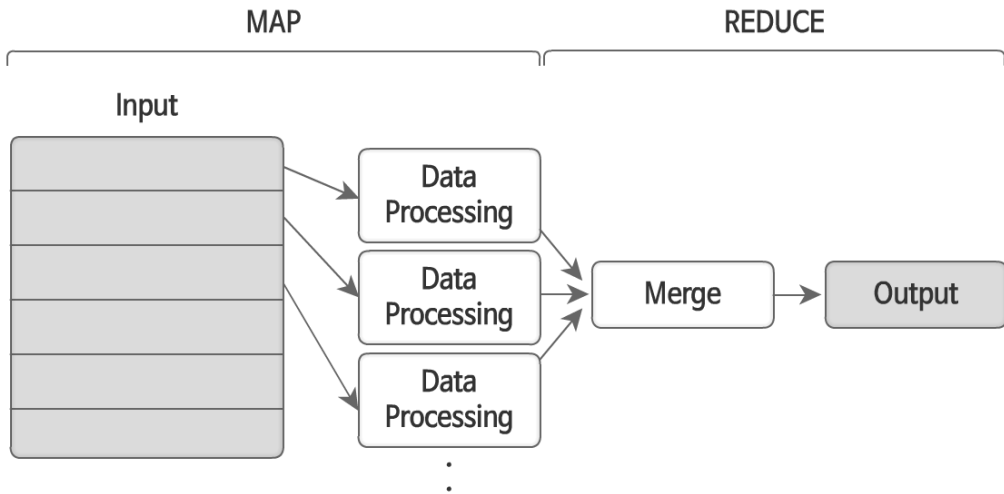 MAP
REDUCE
Input
Data
Processing
Data
Processing
Data
Processing
Merge
Output